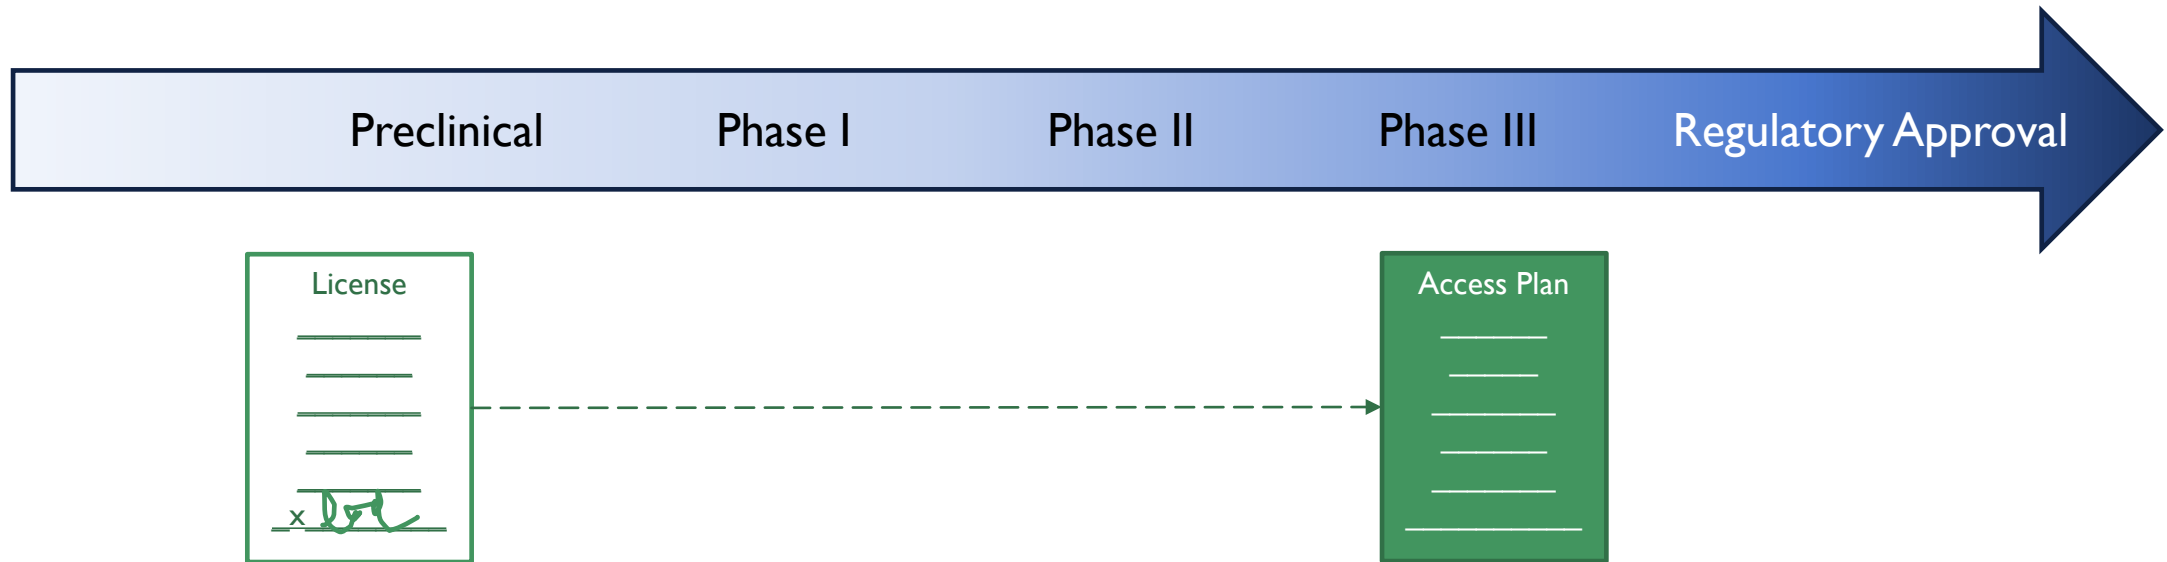 Preclinical
Phase I
Phase II
Phase III
Regulatory Approval
License
x
Access Plan